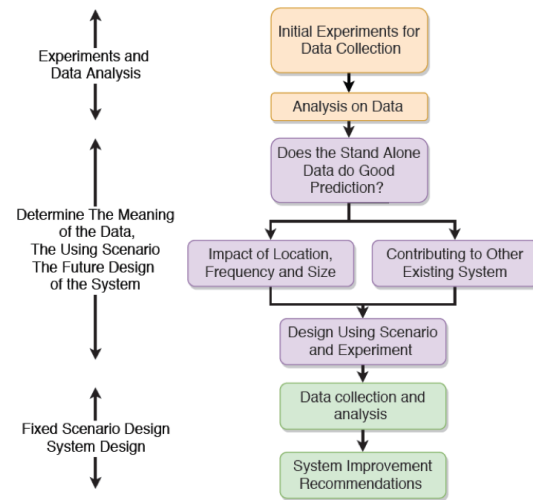 Experiments and
Data Analysis
Initial Experiments for
Data Collection
Analysis on Data
Determine The Meaning
of the Data,
The Using Scenario
The Future Design
of the System
Does the Stand Alone
Data do Good
Prediction?
Impact of Location,
Frequency and Size
Contributing to Other
Existing System
Design Using Scenario
and Experiment
Fixed Scenario Design
System Design
Data collection and
analysis
System Improvement
Recommendations